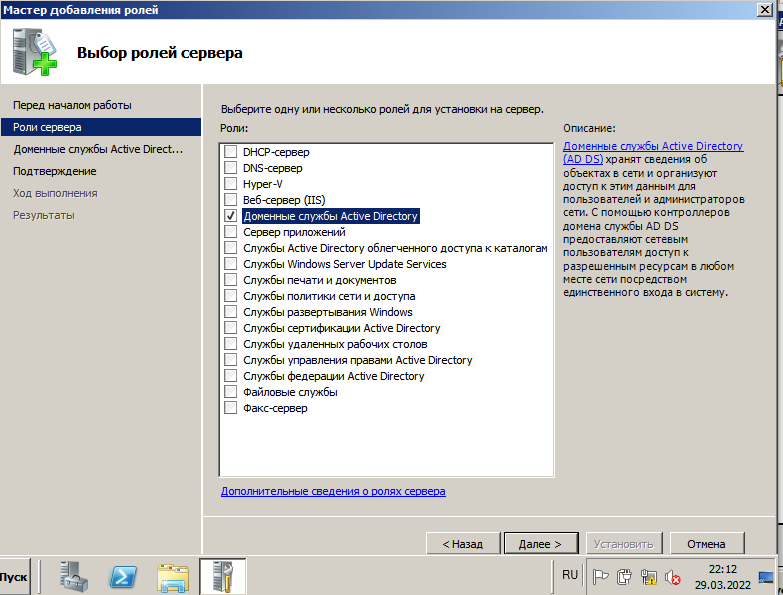 Мастер добавления ролей
Выбор ролей сервера
Перед началом работы
Роли сервера
Доменные службы Active Direct...
Подтверждение
Ход выполнения
Результаты
Выберите одну или несколько ролей для установки на сервер.
Роли:
DHCP-сервер
DNS-сервер
Hyper-V
Веб-сервер (IIS)
Доменные службы Active Directory
Сервер приложений
Службы Active Directory облегченного доступа к каталогам
Службы Windows Server Update Services
Службы печати и документов
Службы политики сети и доступа
Службы развертывания Windows
Службы сертификации Active Directory
Службы удаленных рабочих столов
Службы управления правами Active Directory
Службы федерации Active Directory
Файловые службы
Факс-сервер
Дополнительные сведения о ролях сервера
Описание:
Доменные службы Active Directory
(AD DS) хранят сведения об
объектах в сети и организуют
доступ к этим данным для
пользователей и администраторов
сети. С помощью контроллеров
домена службы AD DS
предоставляют сетевым
пользователям доступ к
разрешенным ресурсам в любом
месте сети посредством
единственного входа в систему.
< Назад
Далее >
Установить
Отмена
Пуск
RU
22:12
29.03.2022